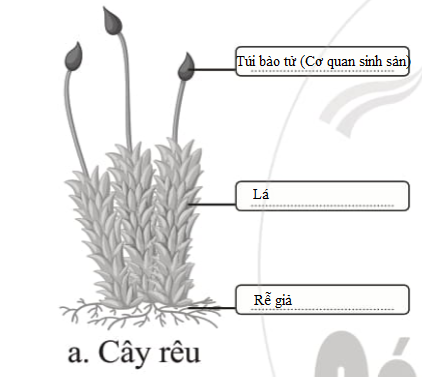 Túi bào tử (Cơ quan sinh sản)
Lá
Rễ giả
a. Cây rêu